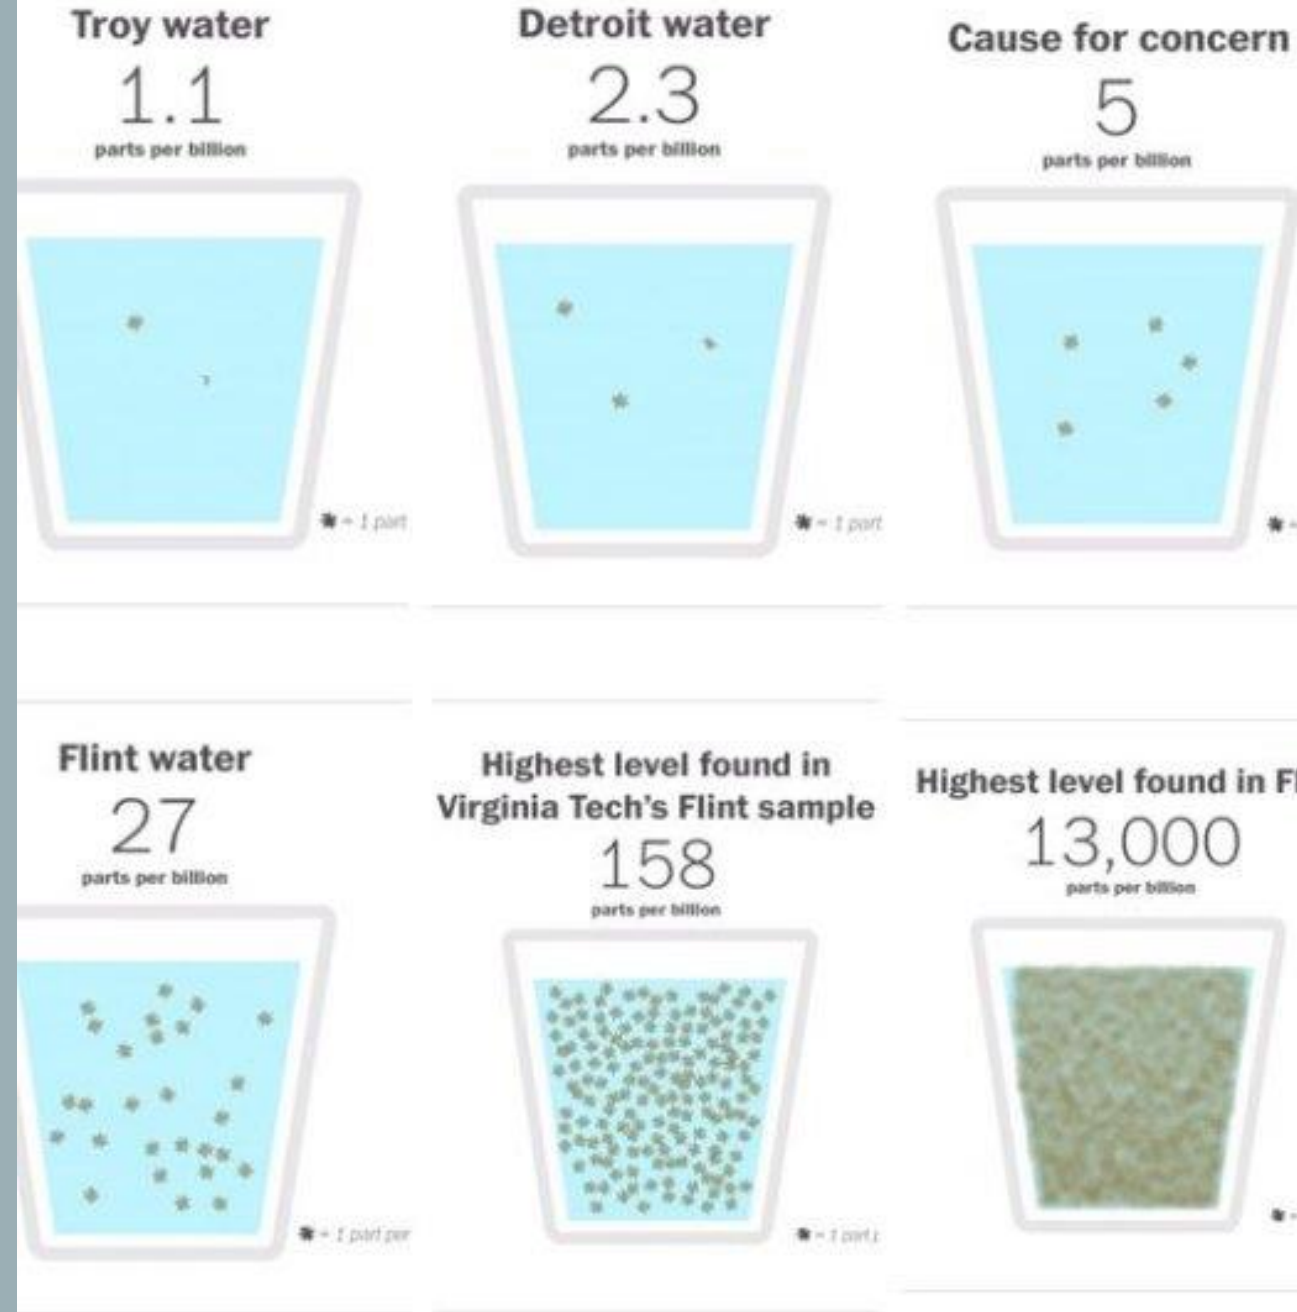 Troy water
1.1
parts per billion
= 1 part
Detroit water
2.3
parts per billion
= 1 part
Cause for concern
5
parts per billion
=
Flint water
27
parts per billion
= 1 part per
Highest level found in
Virginia Tech's Flint sample
158
parts per billion
= 1 part
Highest level found in Fl
13,000
parts per billion
=